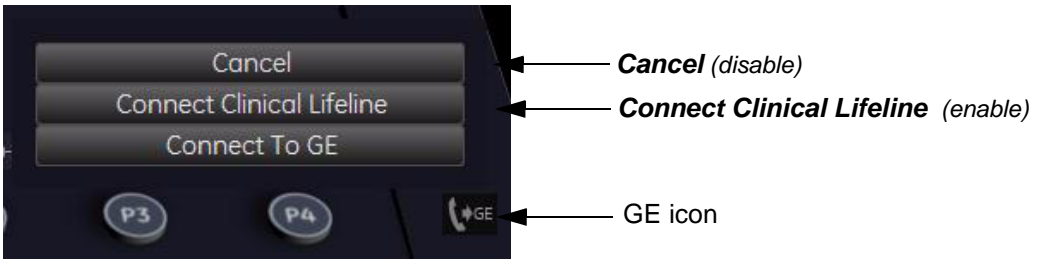 Cancel
Cancel (disable)
Connect Clinical Lifeline
Connect Clinical Lifeline (enable)
Connect To GE
P3
P4
GE
GE icon